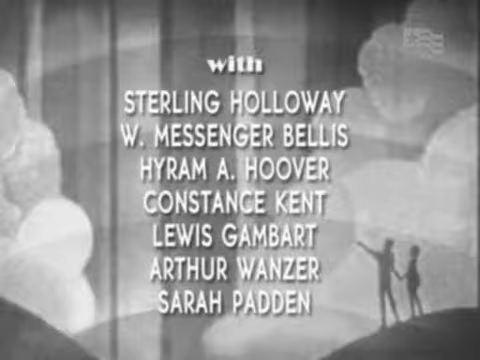 with
STERLING HOLLOWAY
W. MESSENGER BELLIS
HYRAM A. HOOVER
CONSTANCE KENT
LEWIS GAMBART
ARTHUR WANZER
SARAH PADDEN